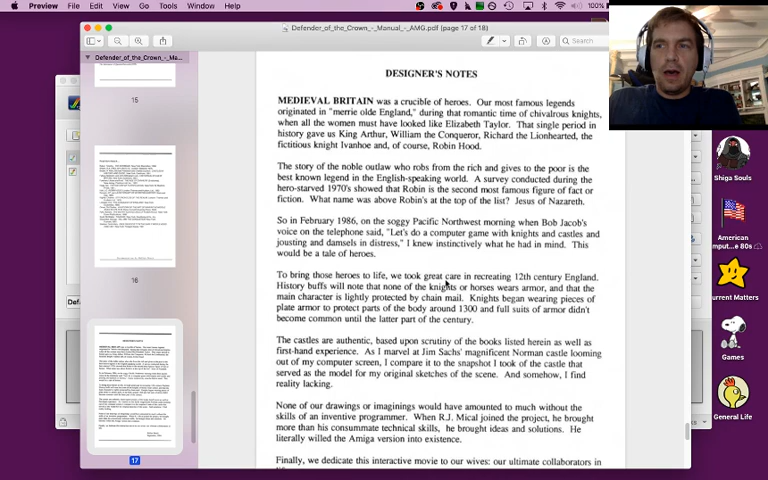 Preview File Edit View Go Tools Window Help
100%
Defender_of_the_Crown_-_Manual_-_AMG.pdf (page 17 of 18)
Search
Defender_of_the_Crown_-_Ma...
15
16
17
DESIGNER'S NOTES
MEDIEVAL BRITAIN was a crucible of heroes. Our most famous legends
originated in "merrie olde England," during that romantic time of chivalrous knights,
when all the women must have looked like Elizabeth Taylor. That single period in
history gave us King Arthur, William the Conqueror, Richard the Lionhearted, the
fictitious knight Ivanhoe and, of course, Robin Hood.
The story of the noble outlaw who robs from the rich and gives to the poor is the
best known legend in the English-speaking world. A survey conducted during the
hero-starved 1970's showed that Robin is the second most famous figure of fact or
fiction. What name was above Robin's at the top of the list? Jesus of Nazareth.
So in February 1986, on the soggy Pacific Northwest morning when Bob Jacob's
voice on the telephone said, "Let's do a computer game with knights and castles and
jousting and damsels in distress," I knew instinctively what he had in mind. This
would be a tale of heroes.
To bring those heroes to life, we took great care in recreating 12th century England.
History buffs will note that none of the knights or horses wears armor, and that the
main character is lightly protected by chain mail. Knights began wearing pieces of
plate armor to protect parts of the body around 1300 and full suits of armor didn't
become common until the latter part of the century.
The castles are authentic, based upon scrutiny of the books listed herein as well as
first-hand experience. As I marvel at Jim Sachs' magnificent Norman castle looming
out of my computer screen, I compare it to the snapshot I took of the castle that
served as the model for my original sketches of the scene. And somehow, I find
reality lacking.
None of our drawings or imaginings would have amounted to much without the
skills of an inventive programmer. When R.J. Mical joined the project, he brought
more than his consummate technical skills, he brought ideas and solutions. He
literally willed the Amiga version into existence.
Finally, we dedicate this interactive movie to our wives: our ultimate collaborators in
Shiga Souls
American
omput...e 80s
urrent Matters
Games
General Life